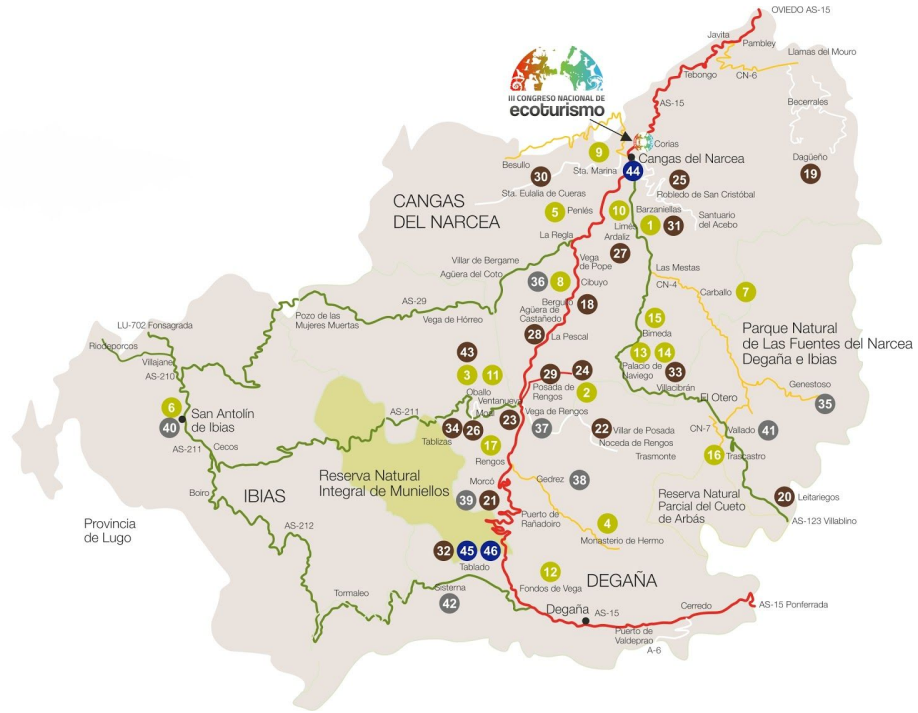 OVIEDO AS-15
Javita
Pambley
Llamas del Mouro
Tebongo
CN-6
III CONGRESO NACIONAL DE
ecoturismo
AS-15
Becerrales
Corias
9
Cangas del Narcea
Dagüeño
Besullo
Sta. Marina
44
19
30
25
Sta. Eulalia de Cueras
Robledo de San Cristóbal
CANGAS
DEL NARCEA
5
Penlés
10
Barzaniellas
Santuario
del Acebo
Limés
1
31
La Regla
Ardaliz
27
Villar de Bergame
Vega
de Pope
Agüera del Coto
Las Mestas
36
8
Cibuyo
CN-4
Carballo
7
AS-29
Berguño
18
Pozo de las
Mujeres Muertas
Vega de Hórreo
Agüera de
Castañedo
15
LU-702 Fonsagrada
28
La Pescal
Bimeda
Parque Natural
de Las Fuentes del Narcea
Degaña e Ibias
Riodeporcos
43
13
14
Villajane
29
24
Palacio de
Naviego
33
AS-210
3
11
Genestoso
Oballo
Posada de
Rengos
2
Villacibrán
35
Ventanueva
El Otero
6
San Antolín
de Ibias
AS-211
Moal
23
Vega de Rengos
40
34
26
37
22
Villar de Posada
CN-7
Vallado
41
Tablizas
Noceda de Rengos
AS-211
Cecos
17
Trasmonte
16
Trascastro
Rengos
Reserva Natural
Integral de Muniellos
Morcó
Gedrez
38
Boiro
IBIAS
39
21
Reserva Natural
Parcial del Cueto
de Arbás
20
Leitariegos
Provincia
de Lugo
AS-212
Puerto de
Rañadoiro
4
AS-123 Villablino
Monasterio de Hermo
32
45
46
Tablado
12
DEGAÑA
Sisterna
Fondos de Vega
Tormaleo
42
Degaña
AS-15
Cerredo
AS-15 Ponferrada
Puerto de
Valdeprao
A-6